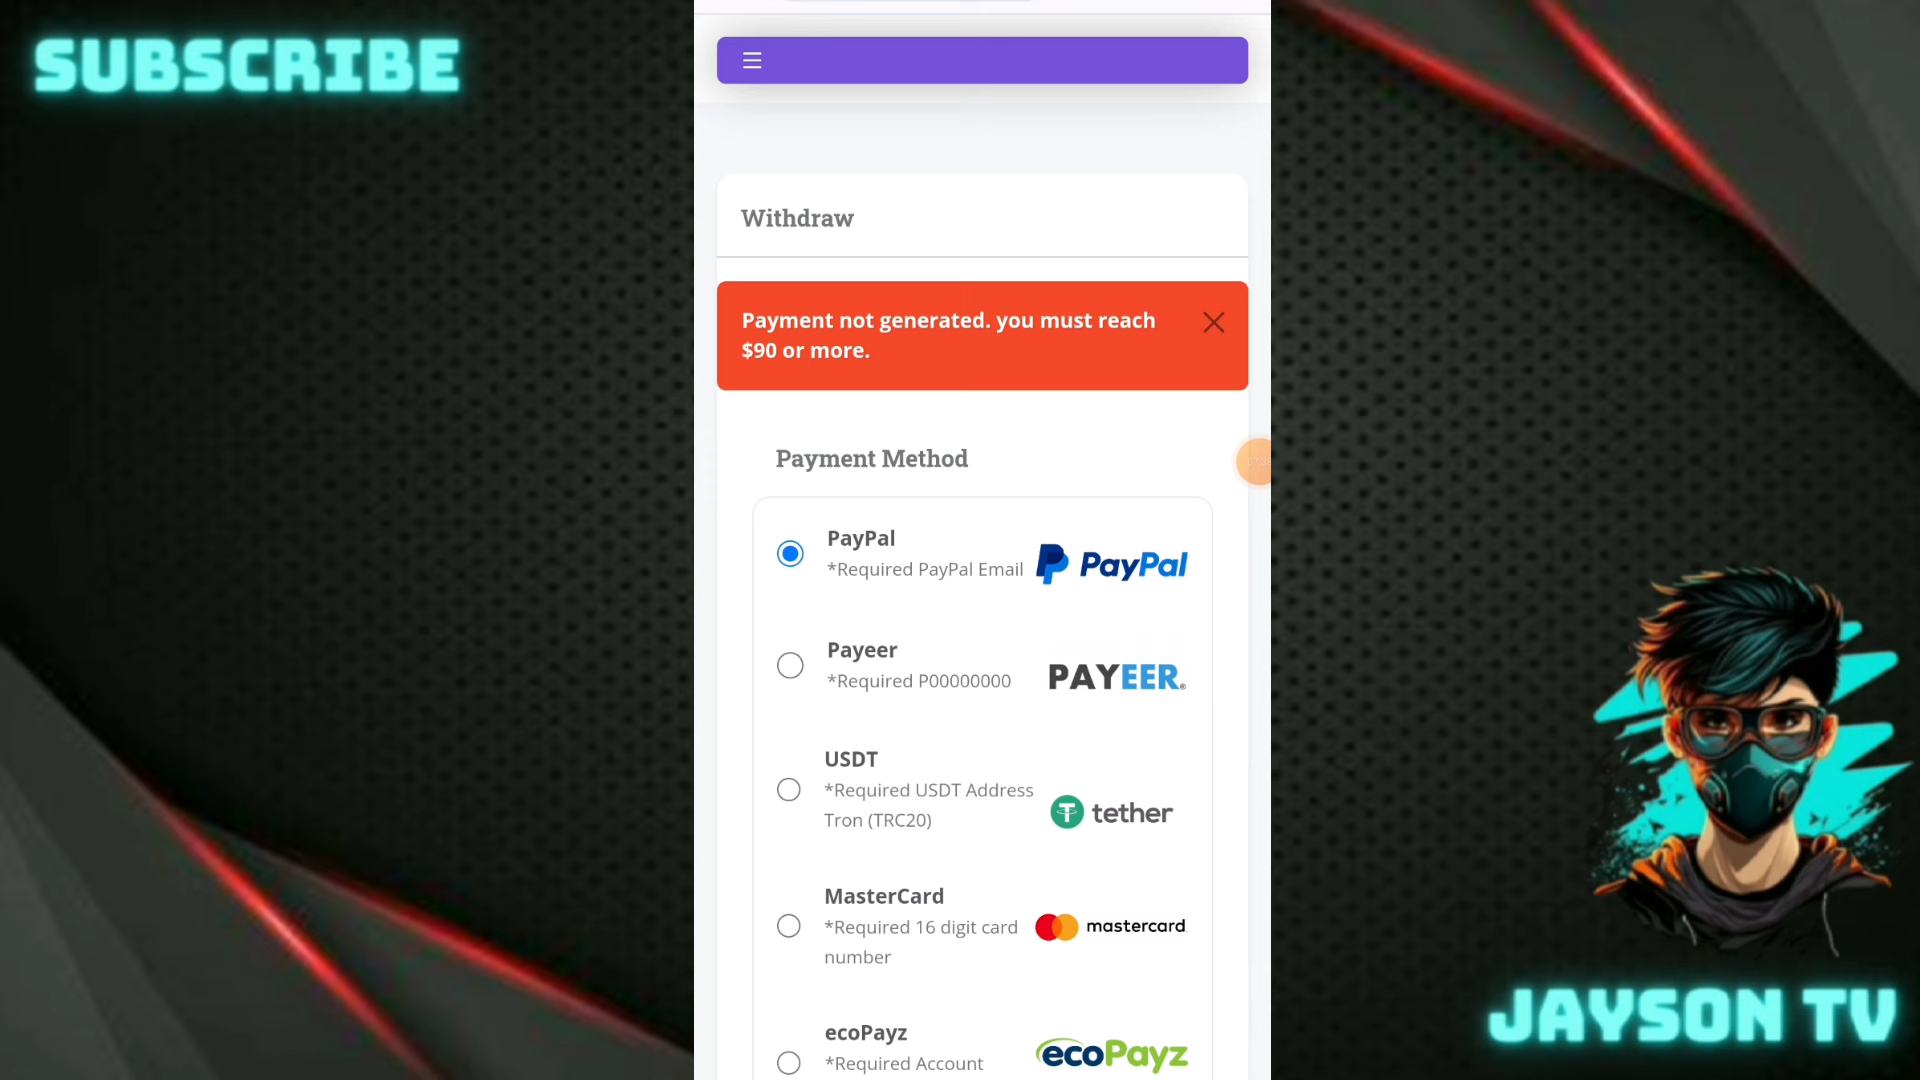 SUBSCRIBE
Withdraw
Payment not generated. you must reach
$90 or more.
Payment Method
PayPal
*Required PayPal Email
PayPal
Payeer
*Required P00000000
PAYEER
USDT
*Required USDT Address
Tron (TRC20)
tether
MasterCard
*Required 16 digit card
number
mastercard
ecoPayz
*Required Account
ecoPayz
JAYSON TV